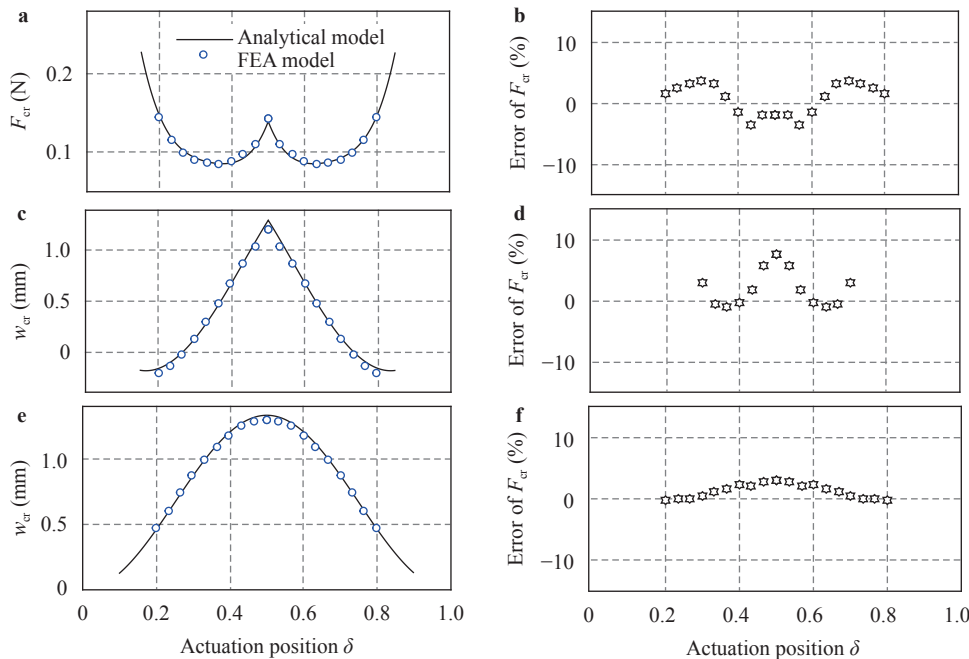 a
Analytical model
FEA model
F_cr (N)
0.2
0.1
b
Error of F_cr (%)
10
0
−10
c
w_cr (mm)
1.0
0.5
0
d
Error of F_cr (%)
10
0
−10
e
w_cr (mm)
1.0
0.5
0
0 0.2 0.4 0.6 0.8 1.0
Actuation position δ
f
Error of F_cr (%)
10
0
−10
0 0.2 0.4 0.6 0.8 1.0
Actuation position δ